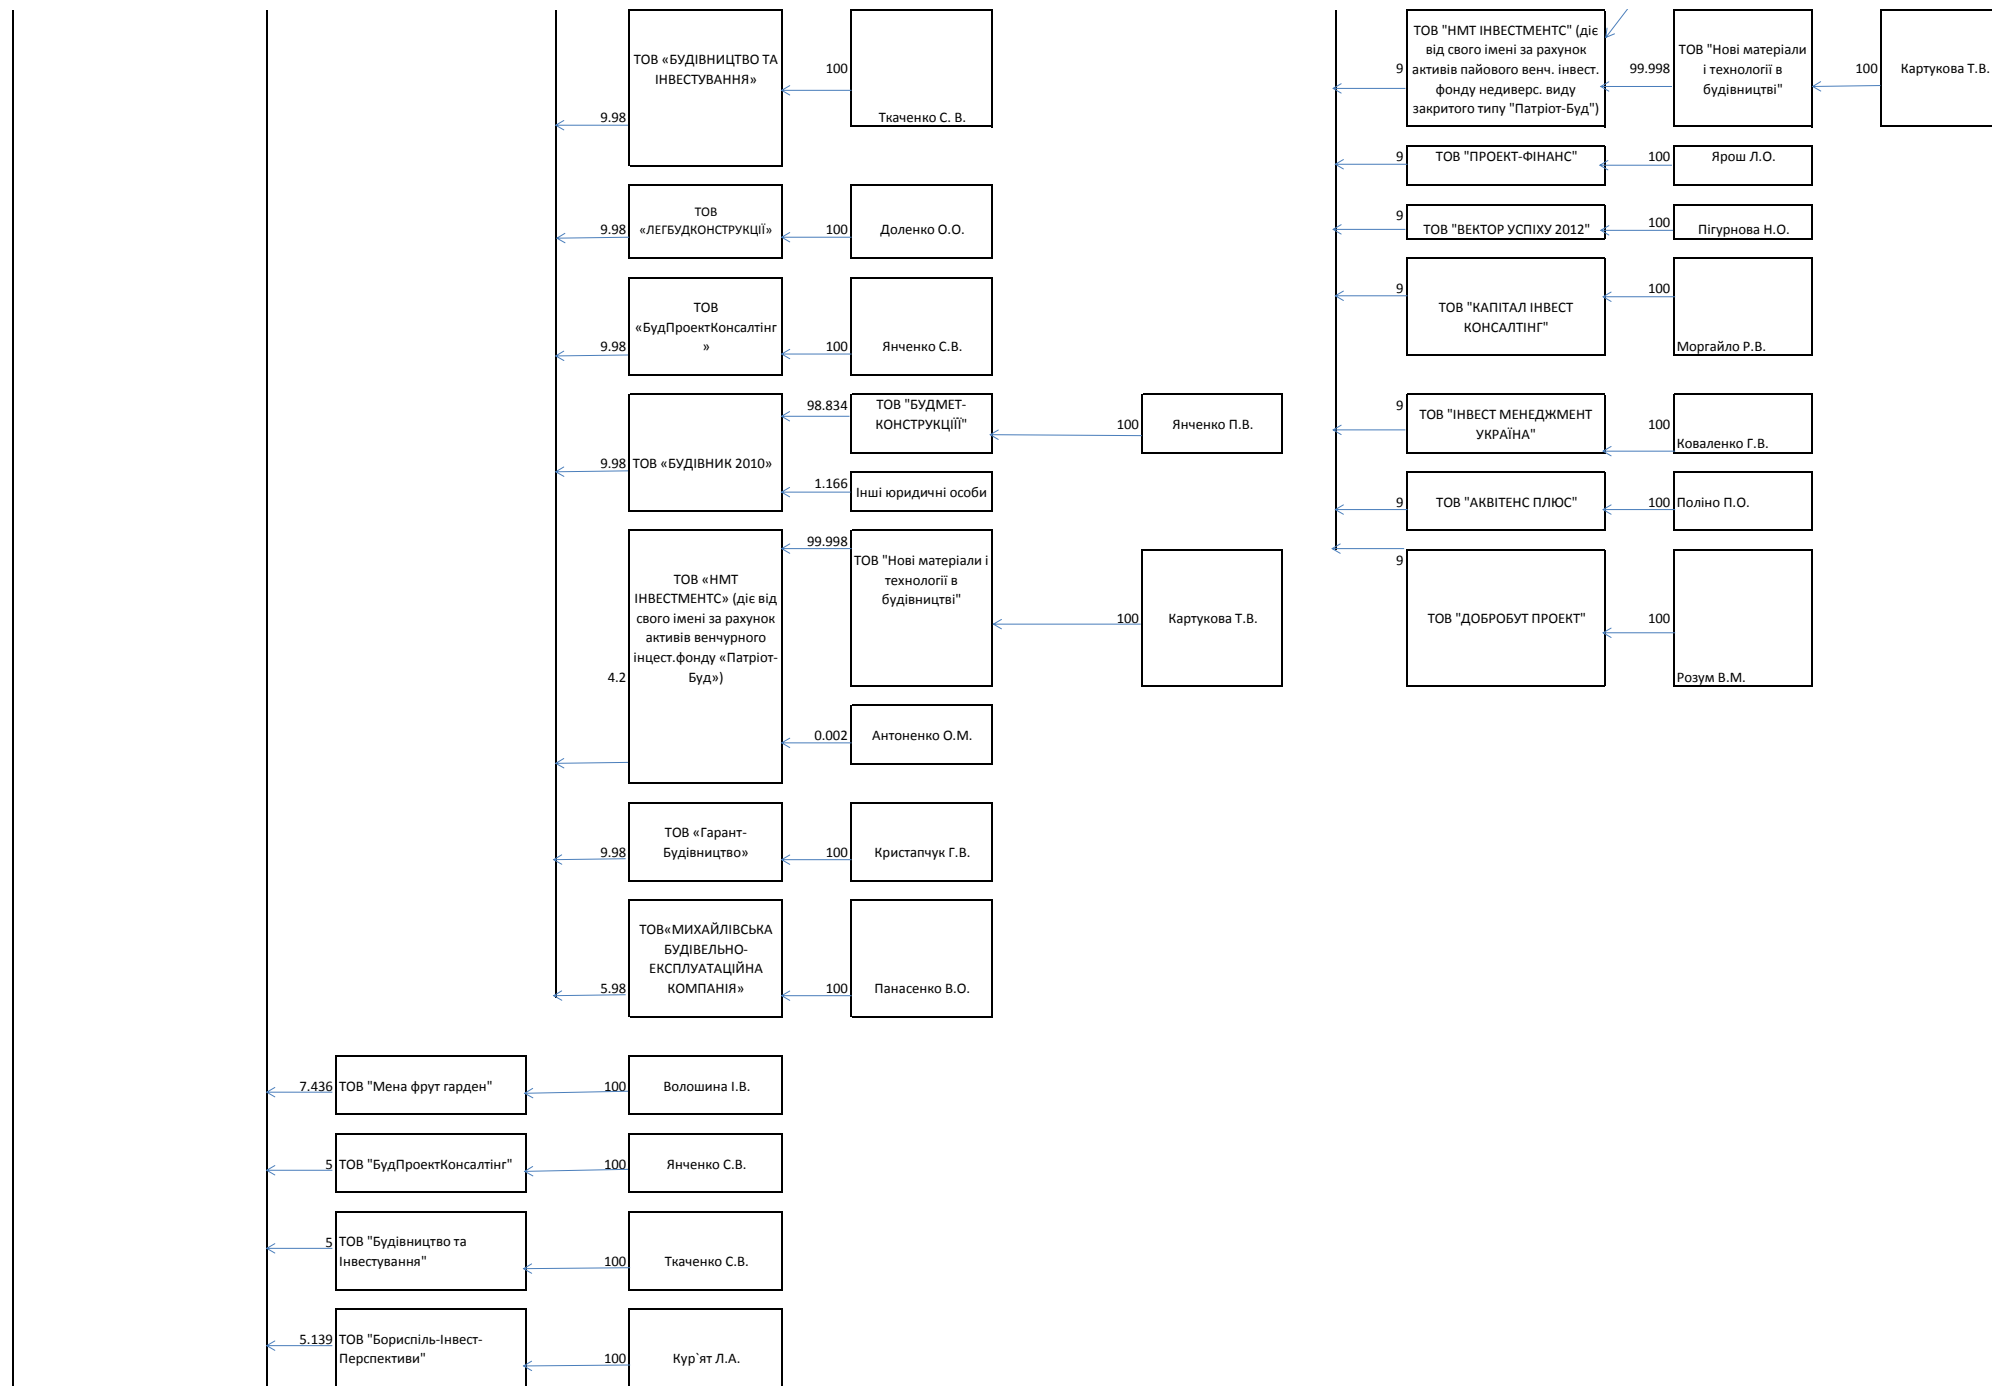 ТОВ «БУДІВНИЦТВО ТА
ІНВЕСТУВАННЯ»
100
Ткаченко С. В.
9.98
ТОВ
«ЛЕГБУДКОНСТРУКЦІЇ»
9.98
100
Доленко О.О.
ТОВ
«БудПроектКонсалтінг
»
9.98
100
Янченко С.В.
98.834
ТОВ "БУДМЕТ-
КОНСТРУКЦІЇЇ"
100
Янченко П.В.
9.98
ТОВ «БУДІВНИК 2010»
1.166
Інші юридичні особи
99.998
ТОВ "Нові матеріали і
технології в
будівництві"
100
Картукова Т.В.
ТОВ «НМТ
ІНВЕСТМЕНТС» (діє від
свого імені за рахунок
активів венчурного
інцест.фонду «Патріот-
Буд»)
4.2
0.002
Антоненко О.М.
ТОВ «Гарант-
Будівництво»
9.98
100
Кристапчук Г.В.
ТОВ«МИХАЙЛІВСЬКА
БУДІВЕЛЬНО-
ЕКСПЛУАТАЦІЙНА
КОМПАНІЯ»
5.98
100
Панасенко В.О.
7.436
ТОВ "Мена фрут гарден"
100
Волошина І.В.
5
ТОВ "БудПроектКонсалтінг"
100
Янченко С.В.
5
ТОВ "Будівництво та
Інвестування"
100
Ткаченко С.В.
5.139
ТОВ "Бориспіль-Інвест-
Перспективи"
100
Кур`ят Л.А.
ТОВ "НМТ ІНВЕСТМЕНТС" (діє
від свого імені за рахунок
активів пайового венч. інвест.
фонду недиверс. виду
закритого типу "Патріот-Буд")
9
99.998
ТОВ "Нові матеріали
і технології в
будівництві"
100
Картукова Т.В.
9
ТОВ "ПРОЕКТ-ФІНАНС"
100
Ярош Л.О.
9
ТОВ "ВЕКТОР УСПІХУ 2012"
100
Пігурнова Н.О.
9
ТОВ "КАПІТАЛ ІНВЕСТ
КОНСАЛТІНГ"
100
Моргайло Р.В.
9
ТОВ "ІНВЕСТ МЕНЕДЖМЕНТ
УКРАЇНА"
100
Коваленко Г.В.
9
ТОВ "АКВІТЕНС ПЛЮС"
100
Поліно П.О.
9
ТОВ "ДОБРОБУТ ПРОЕКТ"
100
Розум В.М.